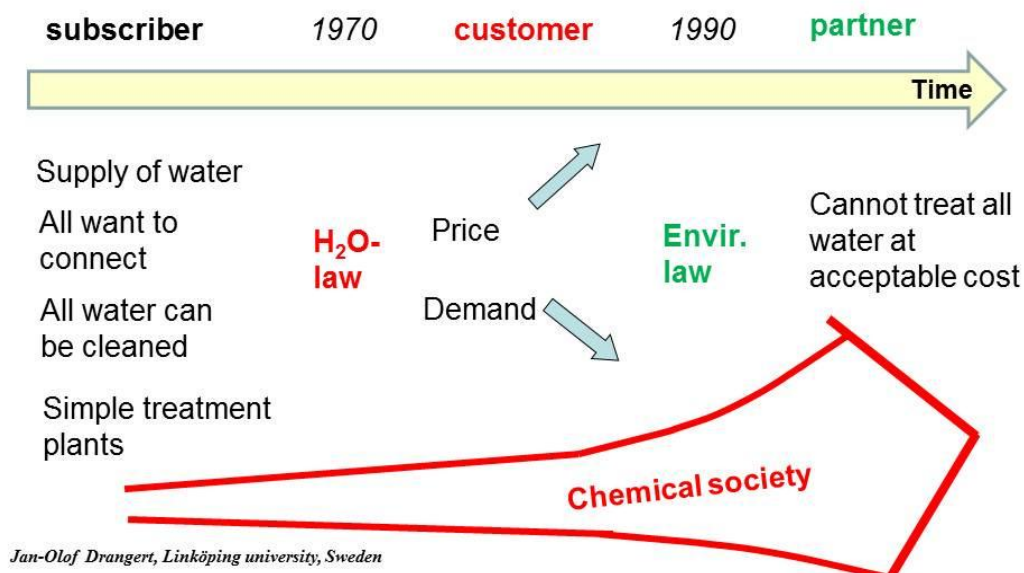 subscriber 1970 customer 1990 partner
Time
Supply of water
All want to
connect
All water can
be cleaned
Simple treatment
plants
H₂O-
law
Price
Demand
Envir.
law
Cannot treat all
water at
acceptable cost
Chemical society
Jan-Olof Drangert, Linköping university, Sweden